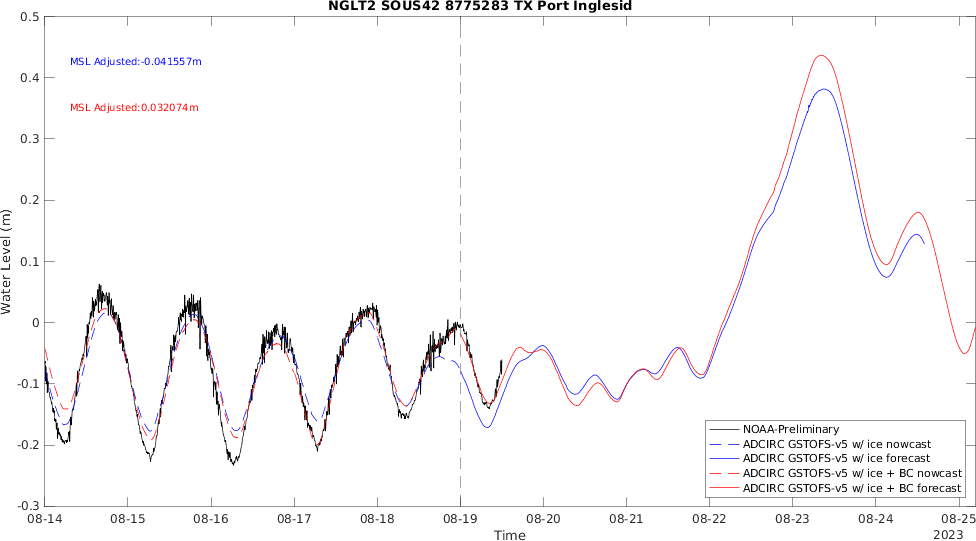 NGLT2 SOUS42 8775283 TX Port Inglesid
MSL Adjusted:-0.041557m
MSL Adjusted:0.032074m
0.5
0.4
0.3
0.2
0.1
0
-0.1
-0.2
-0.3
Water Level (m)
NOAA-Preliminary
ADCIRC GSTOFS-v5 w/ ice nowcast
ADCIRC GSTOFS-v5 w/ ice forecast
ADCIRC GSTOFS-v5 w/ ice + BC nowcast
ADCIRC GSTOFS-v5 w/ ice + BC forecast
08-14 08-15 08-16 08-17 08-18 08-19 08-20 08-21 08-22 08-23 08-24 08-25
Time
2023